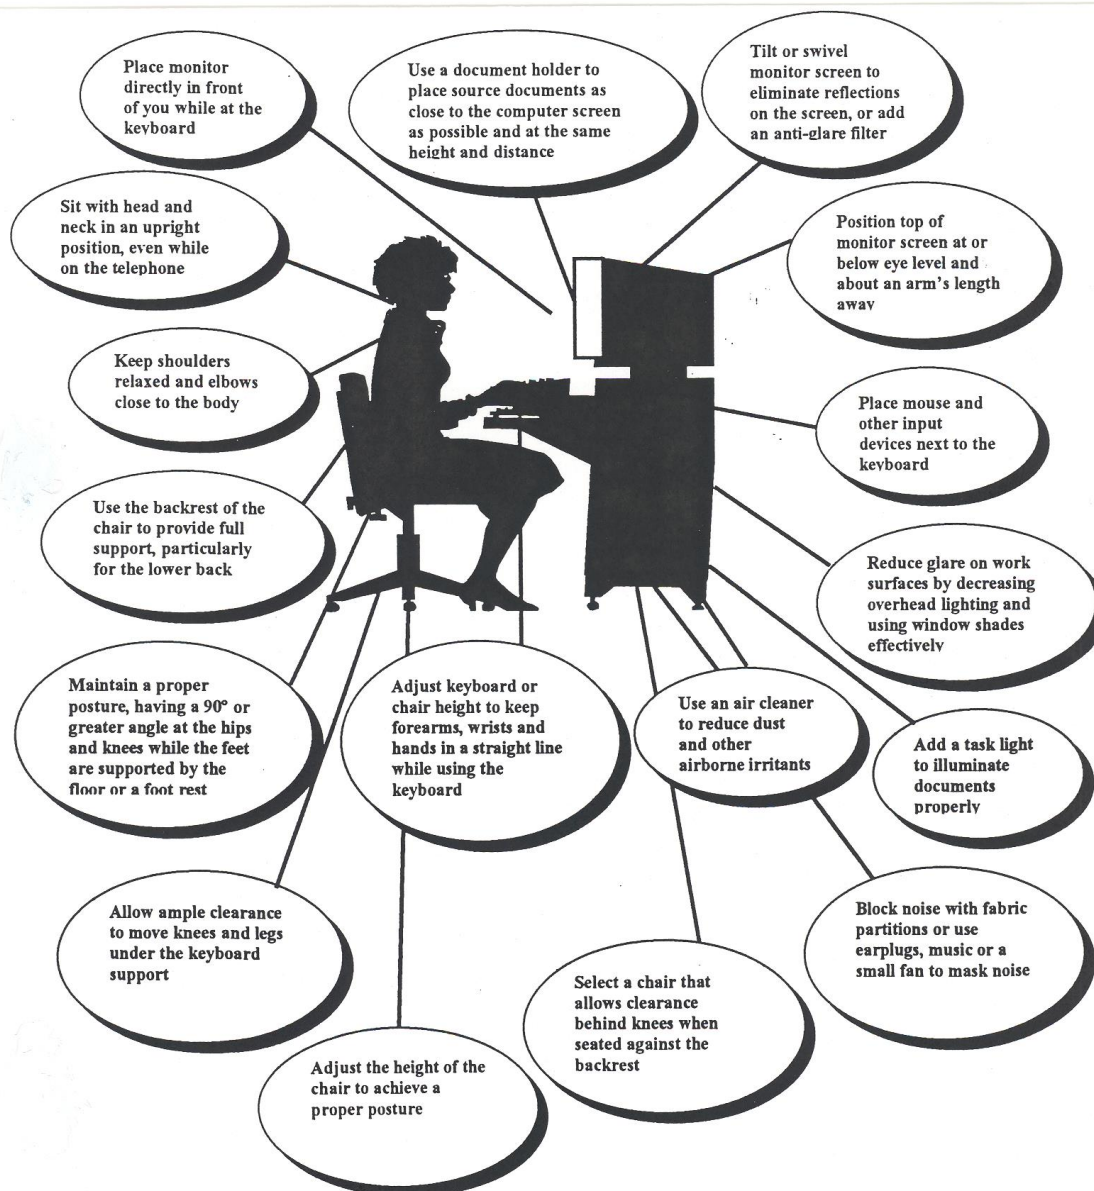 Place monitor
directly in front
of you while at the
keyboard
Use a document holder to
place source documents as
close to the computer screen
as possible and at the same
height and distance
Tilt or swivel
monitor screen to
eliminate reflections
on the screen, or add
an anti-glare filter
Sit with head and
neck in an upright
position, even while
on the telephone
Position top of
monitor screen at or
below eye level and
about an arm's length
away
Keep shoulders
relaxed and elbows
close to the body
Place mouse and
other input
devices next to the
keyboard
Use the backrest of the
chair to provide full
support, particularly
for the lower back
Reduce glare on work
surfaces by decreasing
overhead lighting and
using window shades
effectively
Maintain a proper
posture, having a 90° or
greater angle at the hips
and knees while the feet
are supported by the
floor or a foot rest
Adjust keyboard or
chair height to keep
forearms, wrists and
hands in a straight line
while using the
keyboard
Use an air cleaner
to reduce dust
and other
airborne irritants
Add a task light
to illuminate
documents
properly
Allow ample clearance
to move knees and legs
under the keyboard
support
Block noise with fabric
partitions or use
earplugs, music or a
small fan to mask noise
Select a chair that
allows clearance
behind knees when
seated against the
backrest
Adjust the height of the
chair to achieve a
proper posture